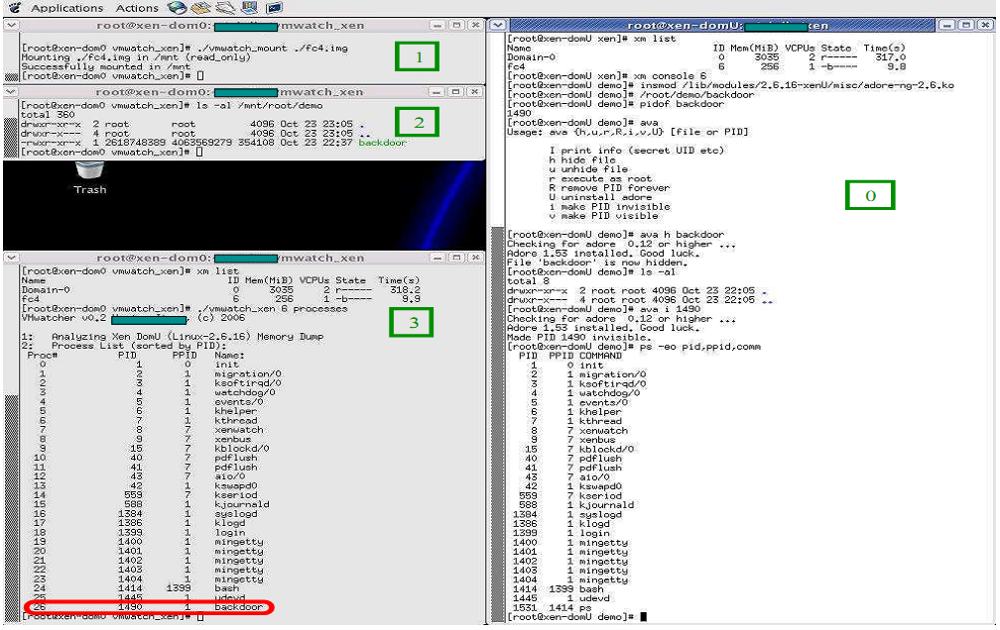 Applications Actions
root@xen-dom0: vmwatch_xen
[root@xen-dom0 vmwatch_xen]# ./vmwatch_mount ./fc4.img
Mounting ./fc4.img in /mnt (read_only)
Successfully mounted in /mnt
[root@xen-dom0 vmwatch_xen]#
1
root@xen-dom0: vmwatch_xen
[root@xen-dom0 vmwatch_xen]# ls -al /mnt/root/demo
total 360
drwxr-xr-x 2 root root 4096 Oct 23 23:05 .
drwxr-x--- 4 root root 4096 Oct 23 23:05 ..
-rwxr-xr-x 1 2618748389 4063569279 354108 Oct 22 22:37 backdoor
[root@xen-dom0 vmwatch_xen]#
2
Trash
root@xen-dom0: vmwatch_xen
[root@xen-dom0 vmwatch_xen]# xm list
Name ID Mem(MiB) VCPUs State Time(s)
Domain-0 0 3035 2 r----- 318.2
fc4 6 256 1 -b---- 9.9
[root@xen-dom0 vmwatch_xen]# ./vmwatch_xen 6 processes
VMwatcher v0.2 , (c) 2006
3
1: Analyzing Xen DomU (Linux-2.6.16) Memory Dump
2: Process List (sorted by PID):
Proc# PID PPID Name:
0 1 0 init
1 2 1 migration/0
2 3 1 ksoftirqd/0
3 4 1 watchdog/0
4 5 1 events/0
5 6 1 khelper
6 7 1 kthread
7 8 7 xenwatch
8 9 7 xenbus
9 15 7 kblockd/0
10 40 7 pdflush
11 41 7 pdflush
12 43 7 aio/0
13 42 1 kswapd0
14 559 7 kseriod
15 588 1 kjournald
16 1384 1 syslogd
17 1386 1 klogd
18 1399 1 login
19 1400 1 mingetty
20 1401 1 mingetty
21 1402 1 mingetty
22 1403 1 mingetty
23 1404 1 mingetty
24 1414 1399 bash
25 1445 1 udevd
26 1490 1 backdoor
[root@xen-dom0 vmwatch_xen]#
root@xen-domU: xen
[root@xen-domU xen]# xm list
Name ID Mem(MiB) VCPUs State Time(s)
Domain-0 0 3035 2 r----- 317.0
fc4 6 256 1 -b---- 9.8
[root@xen-domU xen]# xm console 6
[root@xen-domU demo]# insmod /lib/modules/2.6.16-xenU/misc/adore-ng-2.6.ko
[root@xen-domU demo]# /root/demo/backdoor
[root@xen-domU demo]# pidof backdoor
1490
[root@xen-domU demo]# ava
Usage: ava {h,u,r,R,i,v,U} [file or PID]
I print info (secret UID etc)
h hide file
u unhide file
r execute as root
R remove PID forever
U uninstall adore
i make PID invisible
v make PID visible
0
[root@xen-domU demo]# ava h backdoor
Checking for adore 0.12 or higher ...
Adore 1.53 installed. Good luck.
File 'backdoor' is now hidden.
[root@xen-domU demo]# ls -al
total 8
drwxr-xr-x 2 root root 4096 Oct 23 22:05 .
drwxr-x--- 4 root root 4096 Oct 23 22:05 ..
[root@xen-domU demo]# ava i 1490
Checking for adore 0.12 or higher ...
Adore 1.53 installed. Good luck.
Made PID 1490 invisible.
[root@xen-domU demo]# ps -eo pid,ppid,comm
PID PPID COMMAND
1 0 init
2 1 migration/0
3 1 ksoftirqd/0
4 1 watchdog/0
5 1 events/0
6 1 khelper
7 1 kthread
8 7 xenwatch
9 7 xenbus
15 7 kblockd/0
40 7 pdflush
41 7 pdflush
43 7 aio/0
42 1 kswapd0
559 7 kseriod
588 1 kjournald
1384 1 syslogd
1386 1 klogd
1399 1 login
1400 1 mingetty
1401 1 mingetty
1402 1 mingetty
1403 1 mingetty
1404 1 mingetty
1414 1399 bash
1445 1 udevd
1531 1414 ps
[root@xen-domU demo]#